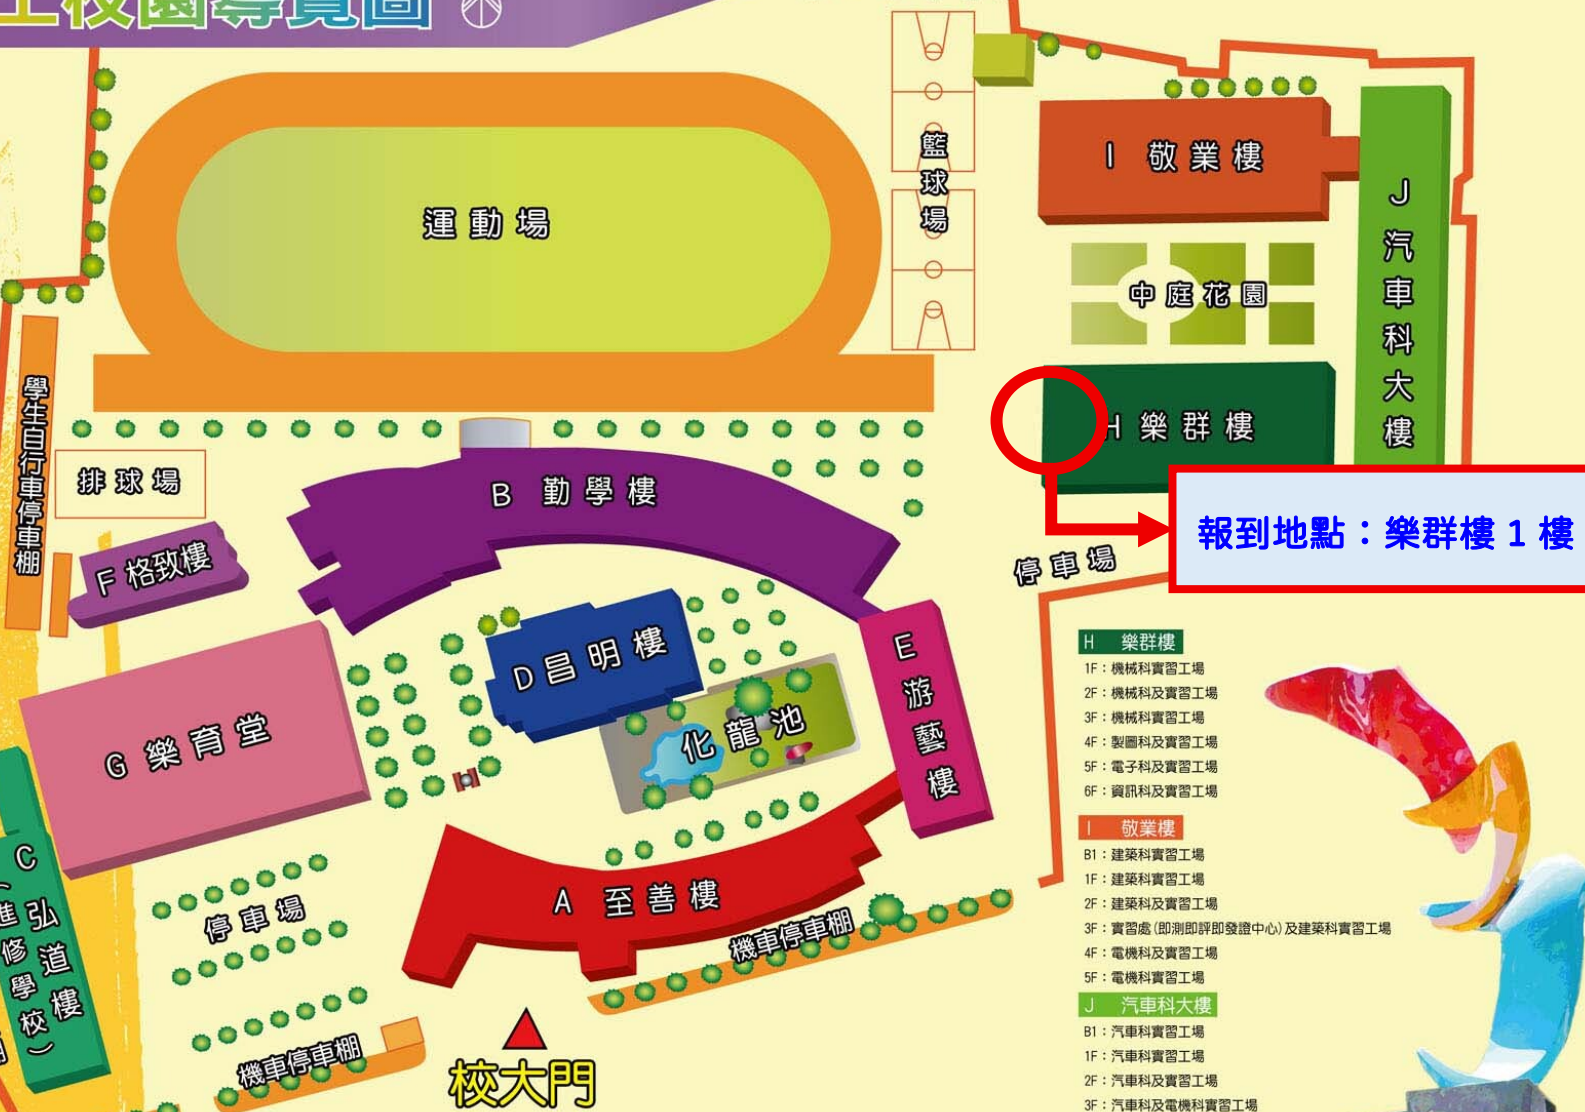 工校園導覽圖
運動場
籃球場
I 敬業樓
J 汽車科大樓
中庭花園
H 樂群樓
學生自行車停車棚
排球場
B 勤學樓
報到地點：樂群樓 1 樓
停車場
F 格致樓
D 昌明樓
E 游藝樓
化龍池
G 樂育堂
C 弘道樓
（進修學校）
A 至善樓
停車場
機車停車棚
機車停車棚
校大門
H 樂群樓
1F：機械科實習工場
2F：機械科及實習工場
3F：機械科實習工場
4F：製圖科及實習工場
5F：電子科及實習工場
6F：資訊科及實習工場
I 敬業樓
B1：建築科實習工場
1F：建築科實習工場
2F：建築科及實習工場
3F：實習處(即測即評即發證中心)及建築科實習工場
4F：電機科及實習工場
5F：電機科實習工場
J 汽車科大樓
B1：汽車科實習工場
1F：汽車科實習工場
2F：汽車科及實習工場
3F：汽車科及電機科實習工場